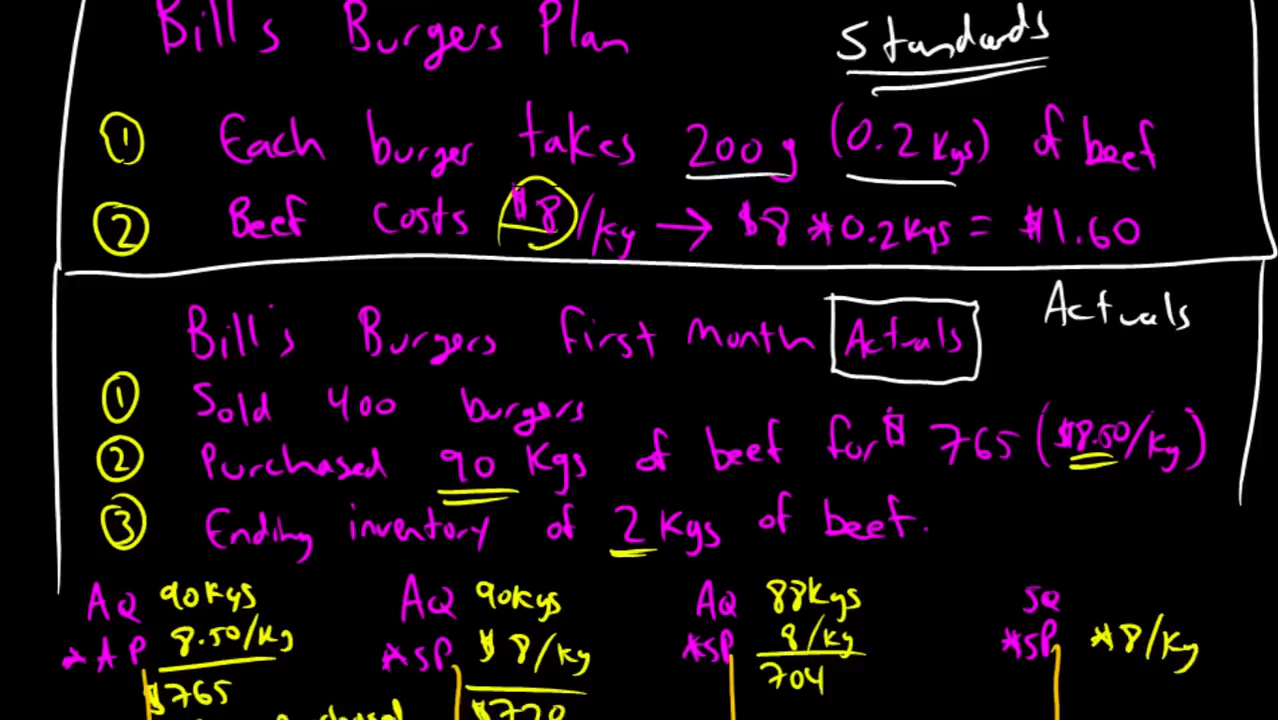 Bill's Burgers Plan
Standards
① Each burger takes 200g (0.2 Kgs) of beef
② Beef costs $8/kg → $8 * 0.2Kgs = $1.60
Actuals
Bill's Burgers First Month Actuals
① Sold 400 burgers
② Purchased 90 Kgs of beef for $765 ($8.50/Kg)
③ Ending inventory of 2 Kgs of beef.
AQ 90Kgs AQ 90Kgs AQ 88Kgs SQ
*AP 8.50/Kg *SP $8/Kg *SP 8/Kg *SP *8/Kg
$765 $720 704
purchased